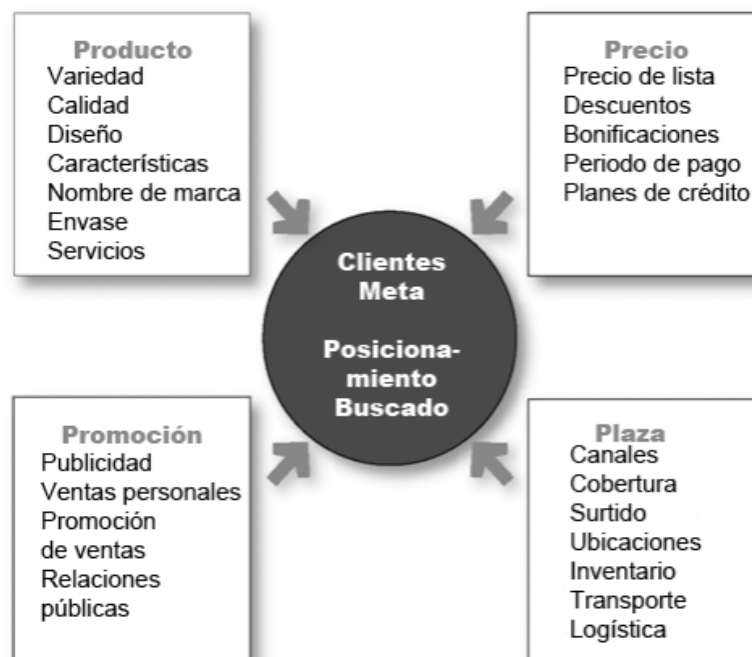 Producto
Variedad
Calidad
Diseño
Características
Nombre de marca
Envase
Servicios
Precio
Precio de lista
Descuentos
Bonificaciones
Periodo de pago
Planes de crédito
Clientes
Meta
Posiciona-
miento
Buscado
Promoción
Publicidad
Ventas personales
Promoción
de ventas
Relaciones
públicas
Plaza
Canales
Cobertura
Surtido
Ubicaciones
Inventario
Transporte
Logística